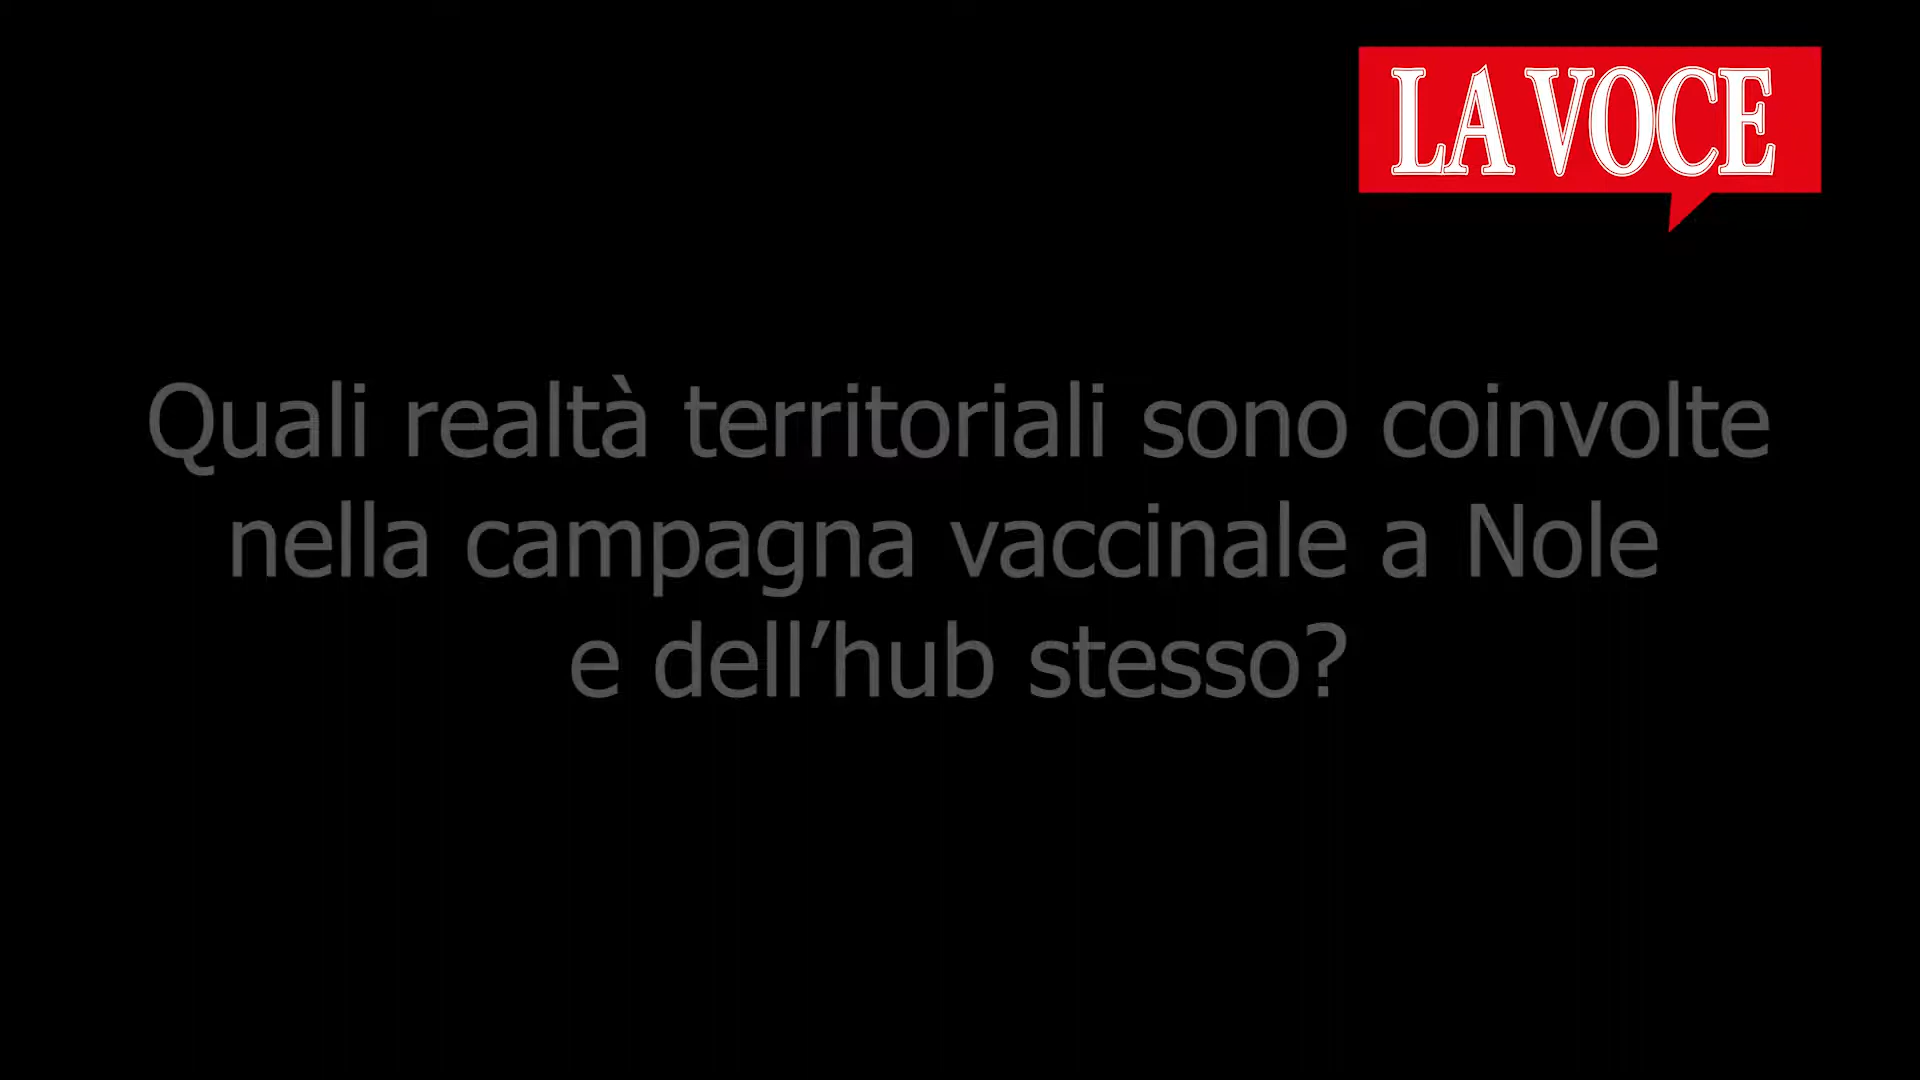 LA VOCE
Quali realtà territoriali sono coinvolte
nella campagna vaccinale a Nole
e dell’hub stesso?